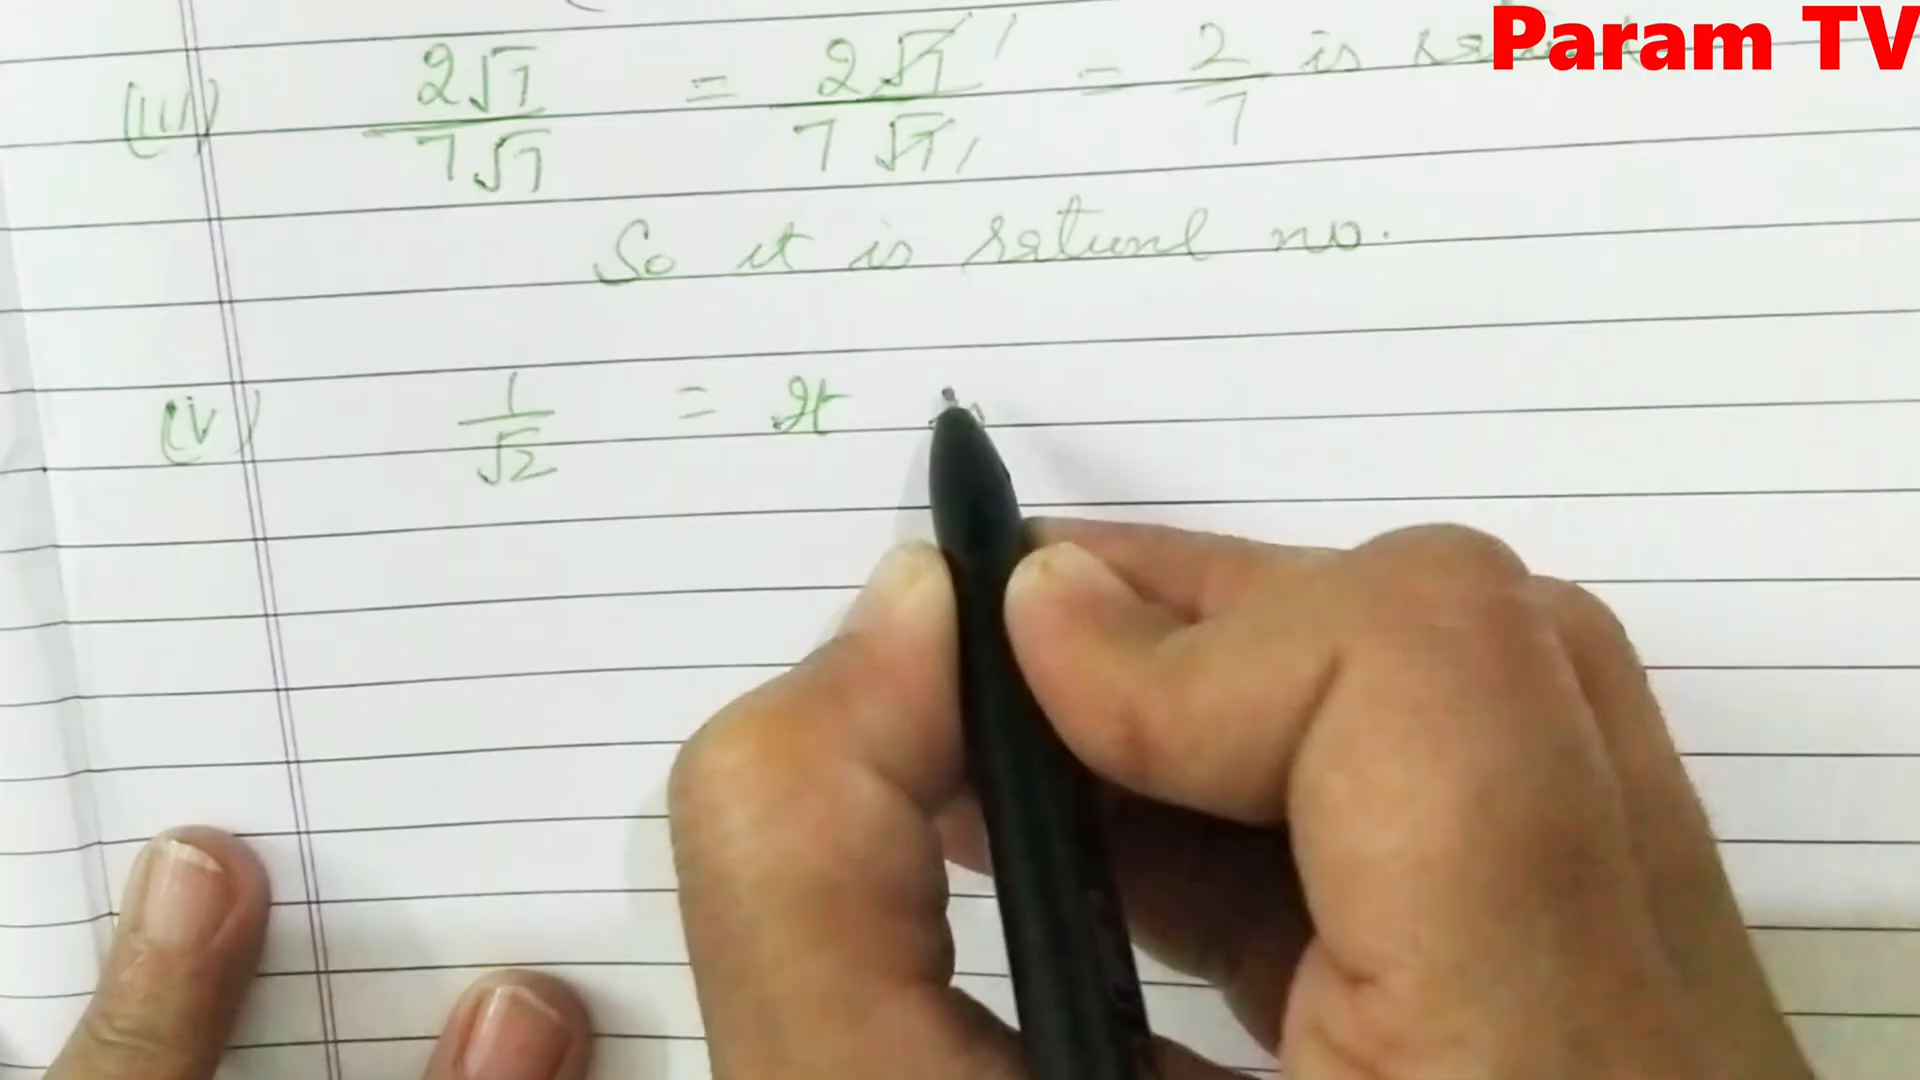 Param TV
(iii) 2√7/7√7 = 2√7/7√7 = 2/7 is
So it is rational no.
(iv) 1/√2 = It